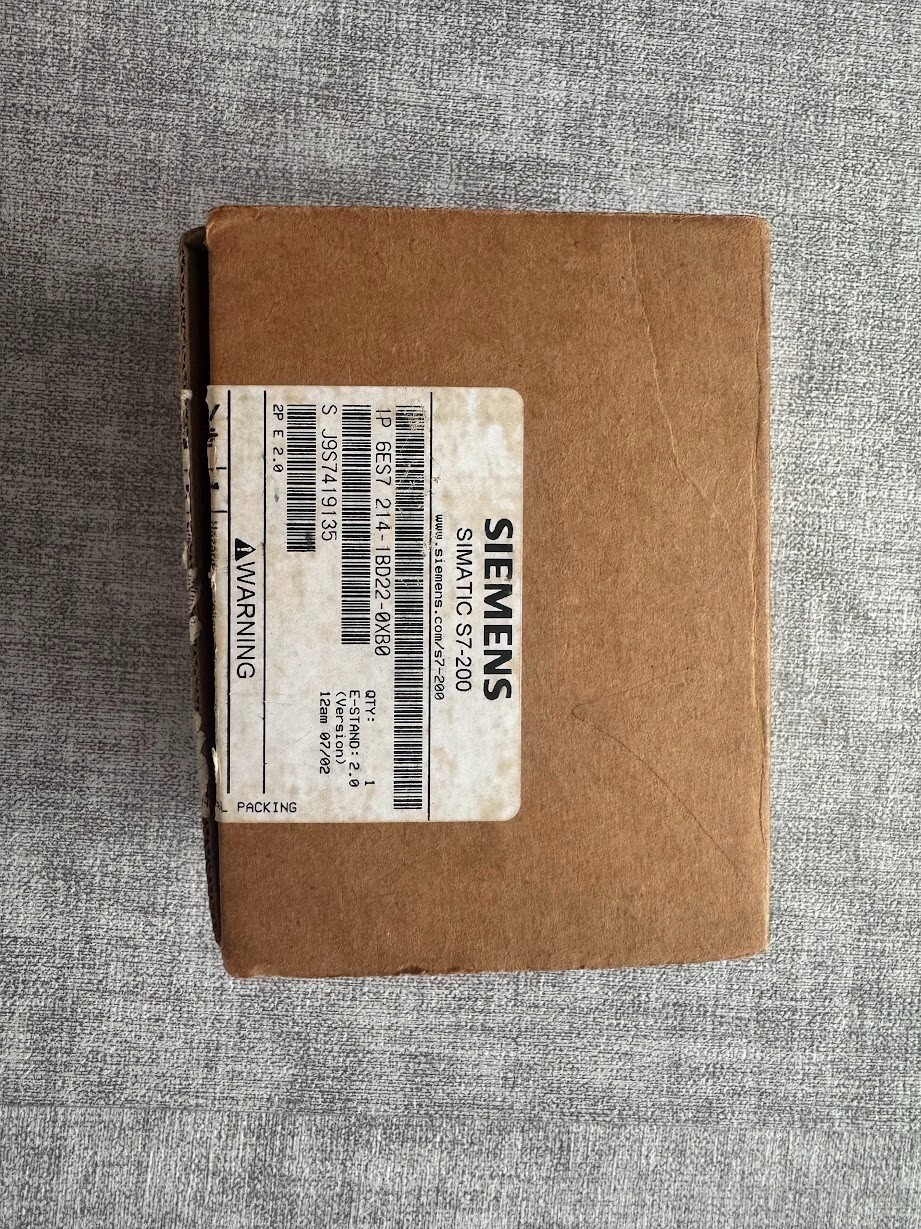 SIEMENS
SIMATIC S7-200
www.siemens.com/s7-200
1P 6ES7 214-1BD22-0XB0
S J9S7419135
2P E 2.0
QTY: 1
E-STAND: 2.0
(Version)
12am 07/02
WARNING
PACKING